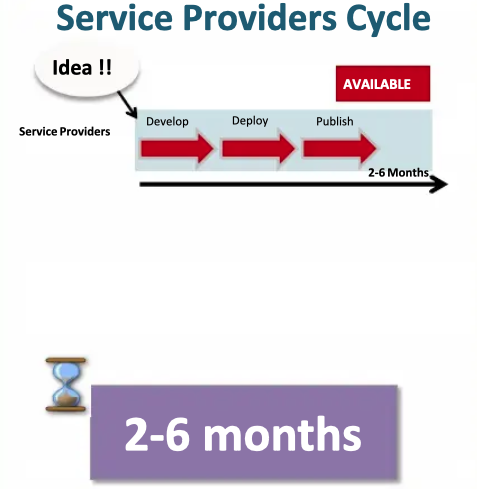 Service Providers Cycle
Idea !!
AVAILABLE
Develop Deploy Publish
Service Providers
2-6 Months
2-6 months